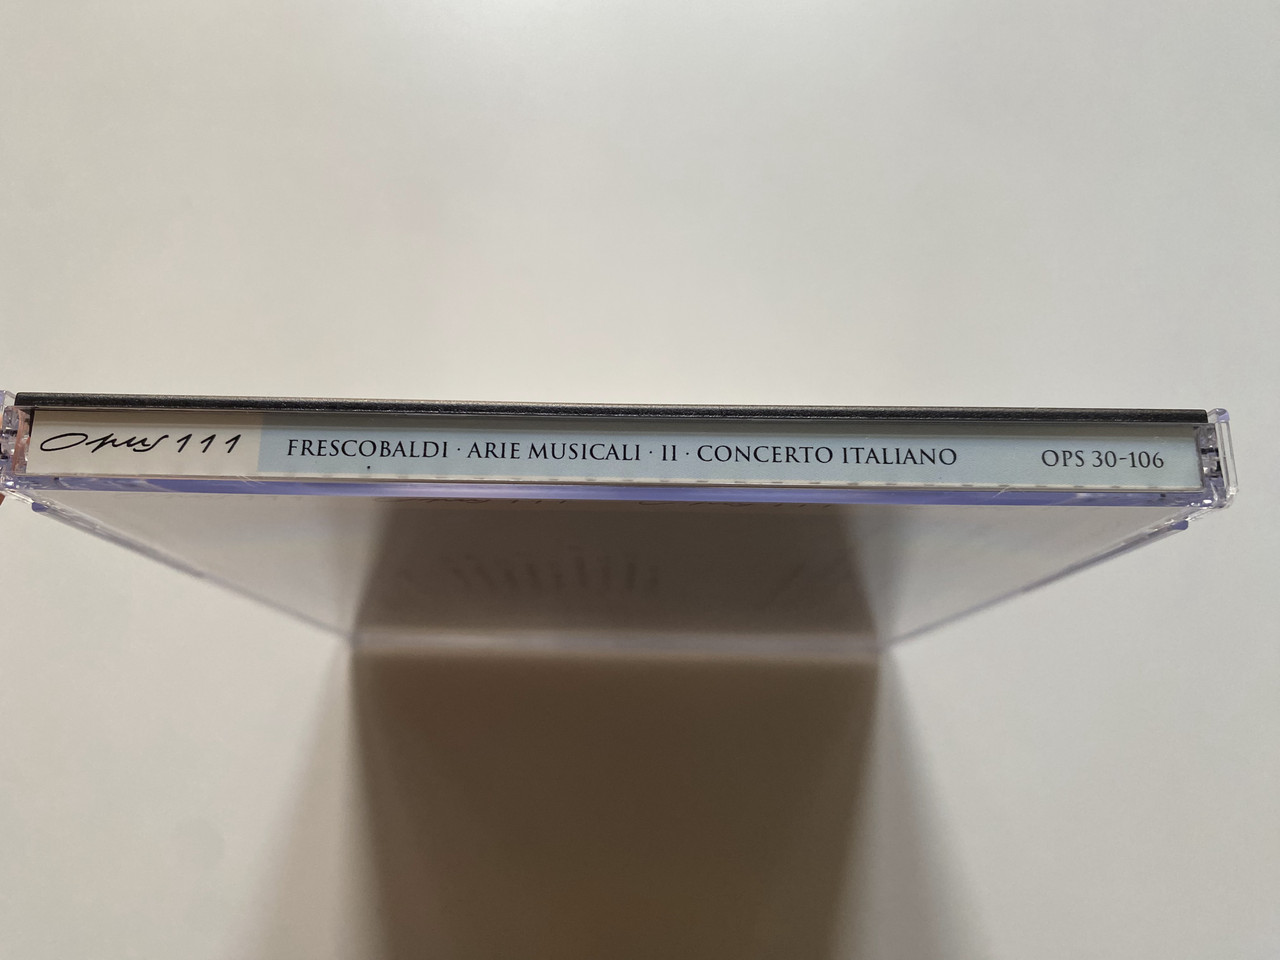 Opus 111 FRESCOBALDI · ARIE MUSICALI · II · CONCERTO ITALIANO OPS 30-106